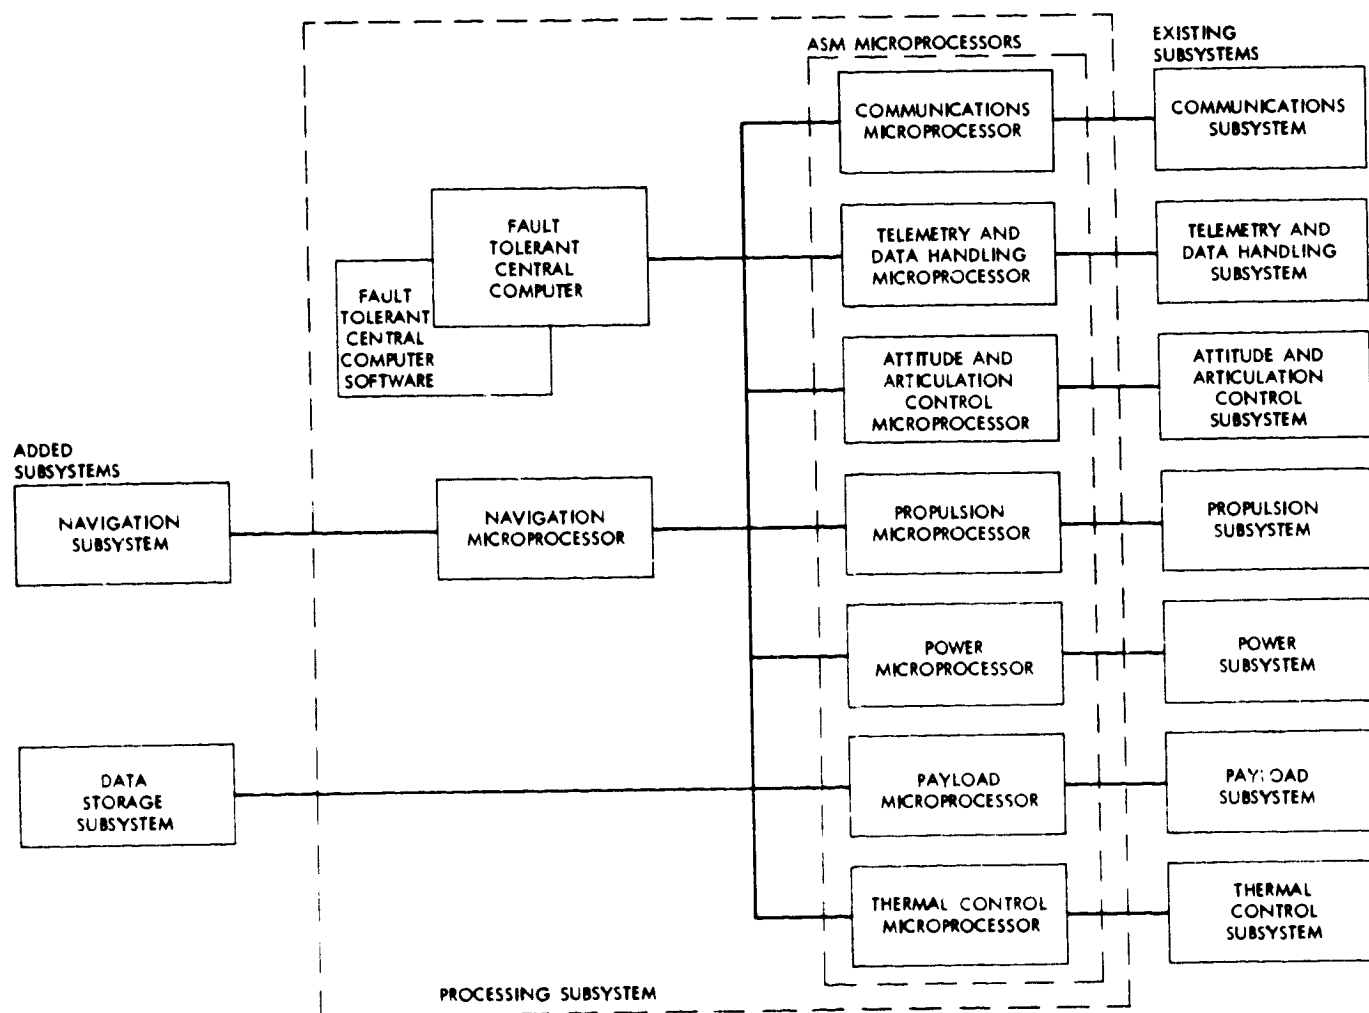 ASM MICROPROCESSORS
EXISTING
SUBSYSTEMS
COMMUNICATIONS
MICROPROCESSOR
COMMUNICATIONS
SUBSYSTEM
FAULT
TOLERANT
CENTRAL
COMPUTER
TELEMETRY AND
DATA HANDLING
MICROPROCESSOR
TELEMETRY AND
DATA HANDLING
SUBSYSTEM
FAULT
TOLERANT
CENTRAL
COMPUTER
SOFTWARE
ATTITUDE AND
ARTICULATION
CONTROL
MICROPROCESSOR
ATTITUDE AND
ARTICULATION
CONTROL
SUBSYSTEM
ADDED
SUBSYSTEMS
NAVIGATION
SUBSYSTEM
NAVIGATION
MICROPROCESSOR
PROPULSION
MICROPROCESSOR
PROPULSION
SUBSYSTEM
POWER
MICROPROCESSOR
POWER
SUBSYSTEM
DATA
STORAGE
SUBSYSTEM
PAYLOAD
MICROPROCESSOR
PAYLOAD
SUBSYSTEM
THERMAL CONTROL
MICROPROCESSOR
THERMAL
CONTROL
SUBSYSTEM
PROCESSING SUBSYSTEM